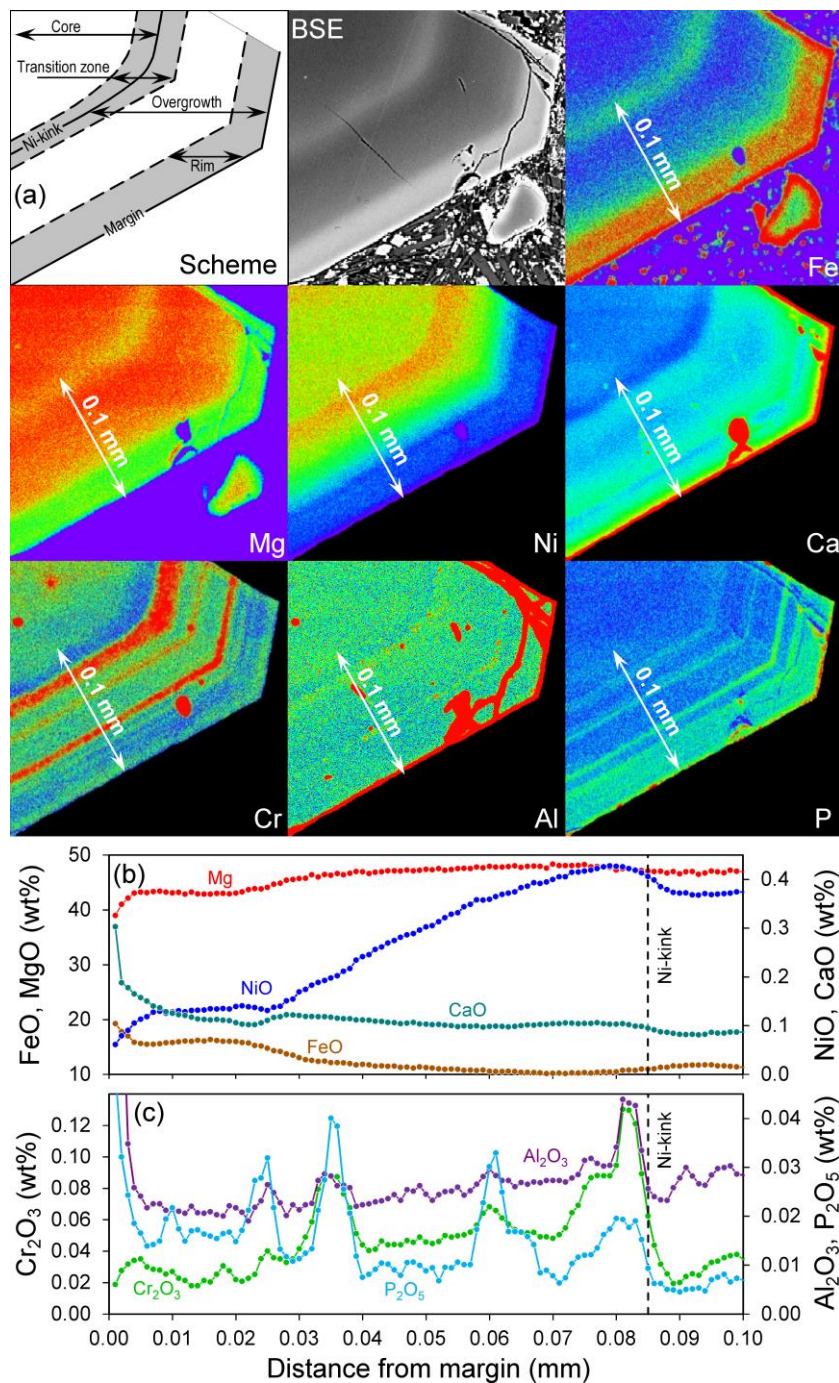 Core
Transition zone
Overgrowth
Ni-kink
Rim
(a)
Margin
Scheme
BSE
0.1 mm
Fe
0.1 mm
Mg
0.1 mm
Ni
0.1 mm
Ca
0.1 mm
Cr
0.1 mm
Al
0.1 mm
P
(b)
Mg
NiO
CaO
FeO
Ni-kink
FeO, MgO (wt%)
50
40
30
20
10
NiO, CaO (wt%)
0.4
0.3
0.2
0.1
0.0
(c)
Al₂O₃
Cr₂O₃
P₂O₅
Ni-kink
Cr₂O₃ (wt%)
0.12
0.10
0.08
0.06
0.04
0.02
0.00
Al₂O₃, P₂O₅ (wt%)
0.04
0.03
0.02
0.01
0.00
0.00 0.01 0.02 0.03 0.04 0.05 0.06 0.07 0.08 0.09 0.10
Distance from margin (mm)